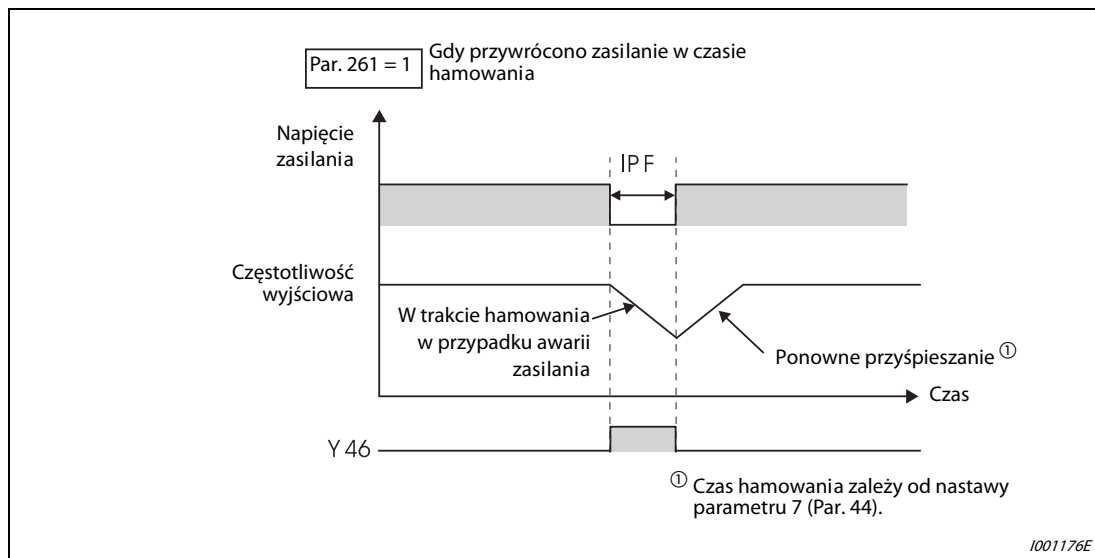 Par. 261 = 1
Gdy przywrócono zasilanie w czasie
hamowania
Napięcie
zasilania
IPF
Częstotliwość
wyjściowa
W trakcie hamowania
w przypadku awarii
zasilania
Ponowne przyśpieszanie ①
Czas
Y 46
① Czas hamowania zależy od nastawy
parametru 7 (Par. 44).
I001176E